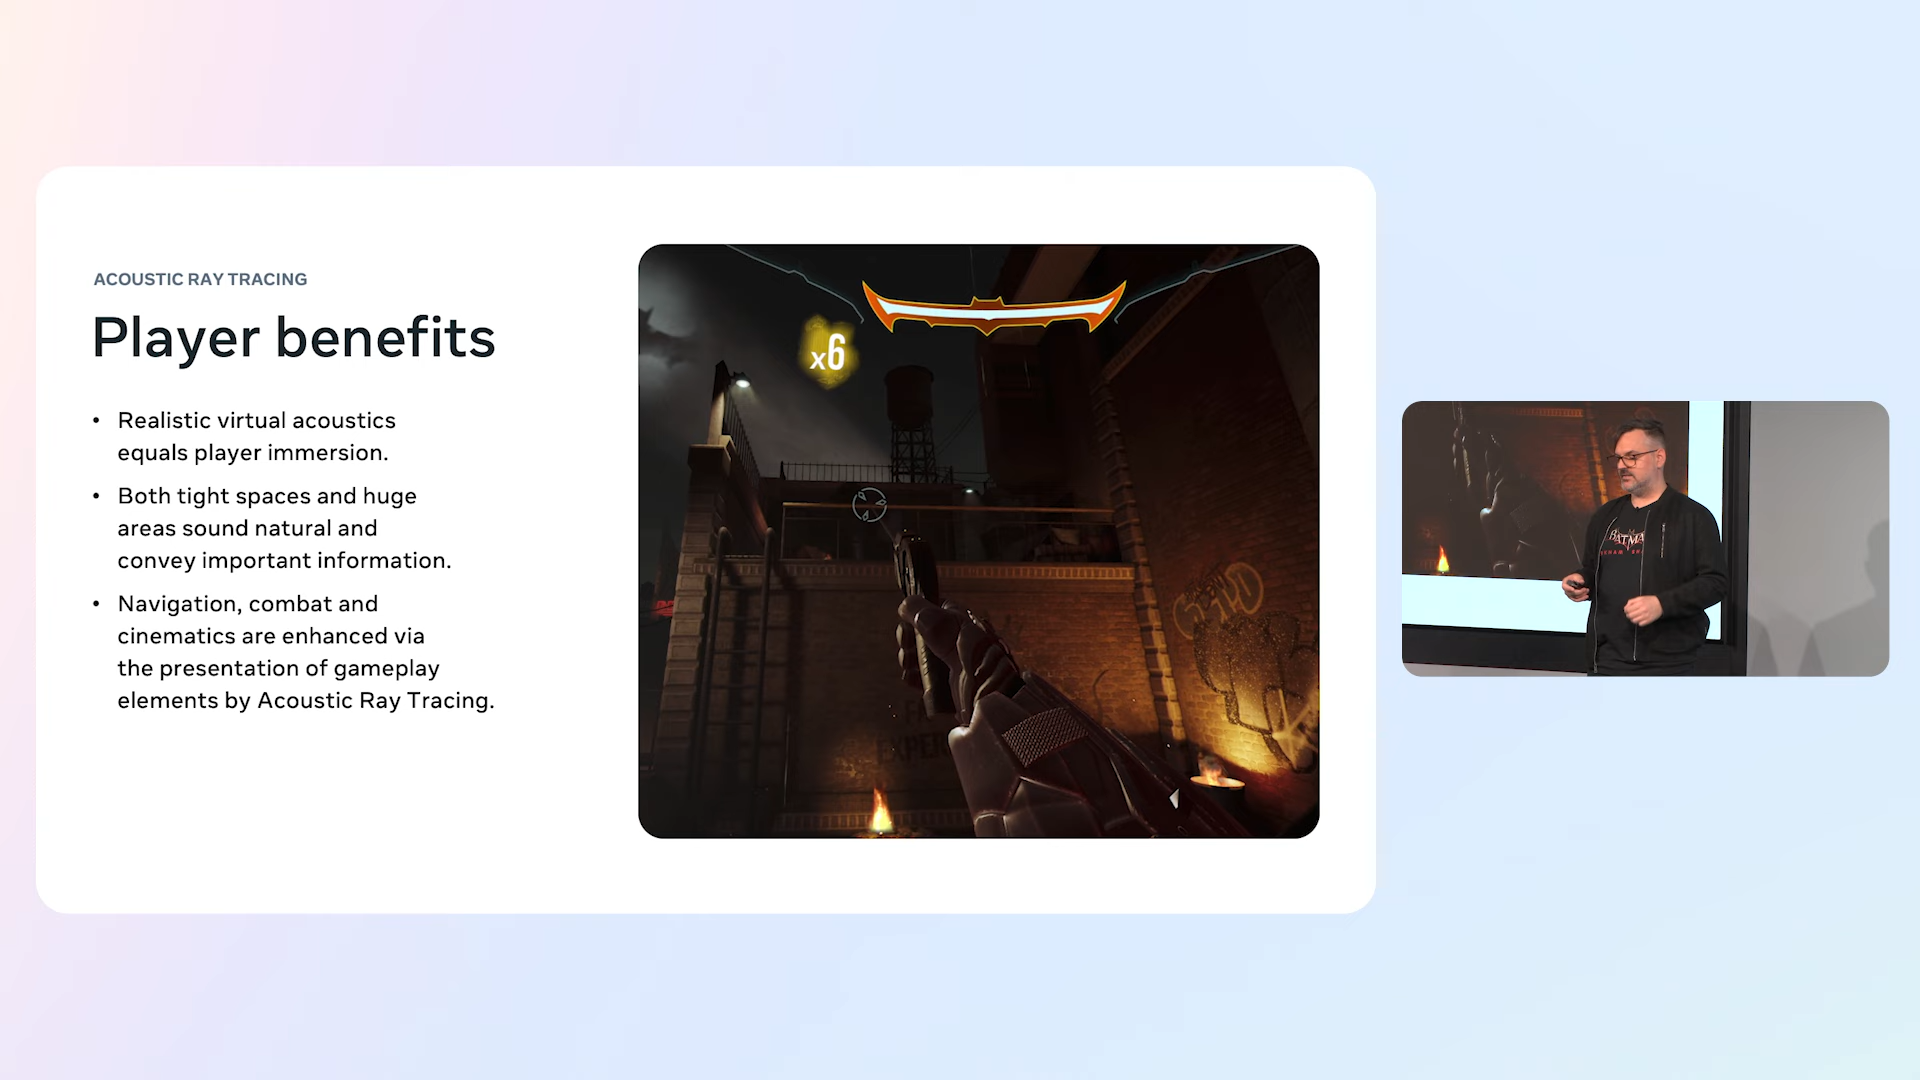 ACOUSTIC RAY TRACING
Player benefits
• Realistic virtual acoustics
equals player immersion.
• Both tight spaces and huge
areas sound natural and
convey important information.
• Navigation, combat and
cinematics are enhanced via
the presentation of gameplay
elements by Acoustic Ray Tracing.
x6